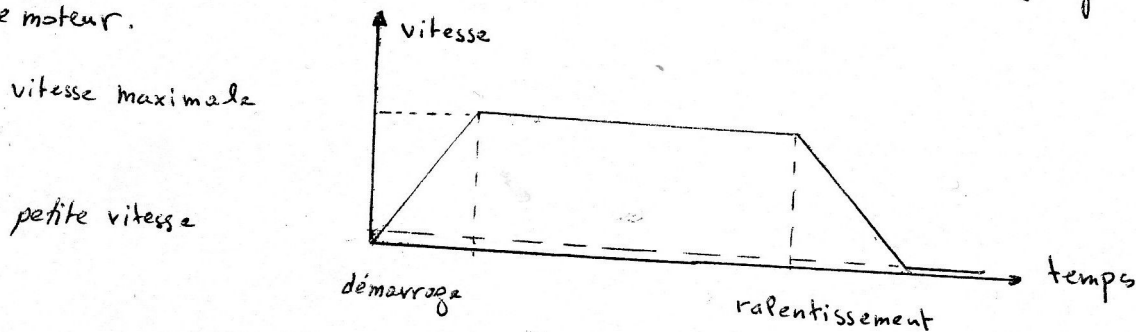 moteur.
vitesse
vitesse maximale
petite vitesse
démarrage
temps
ralentissement